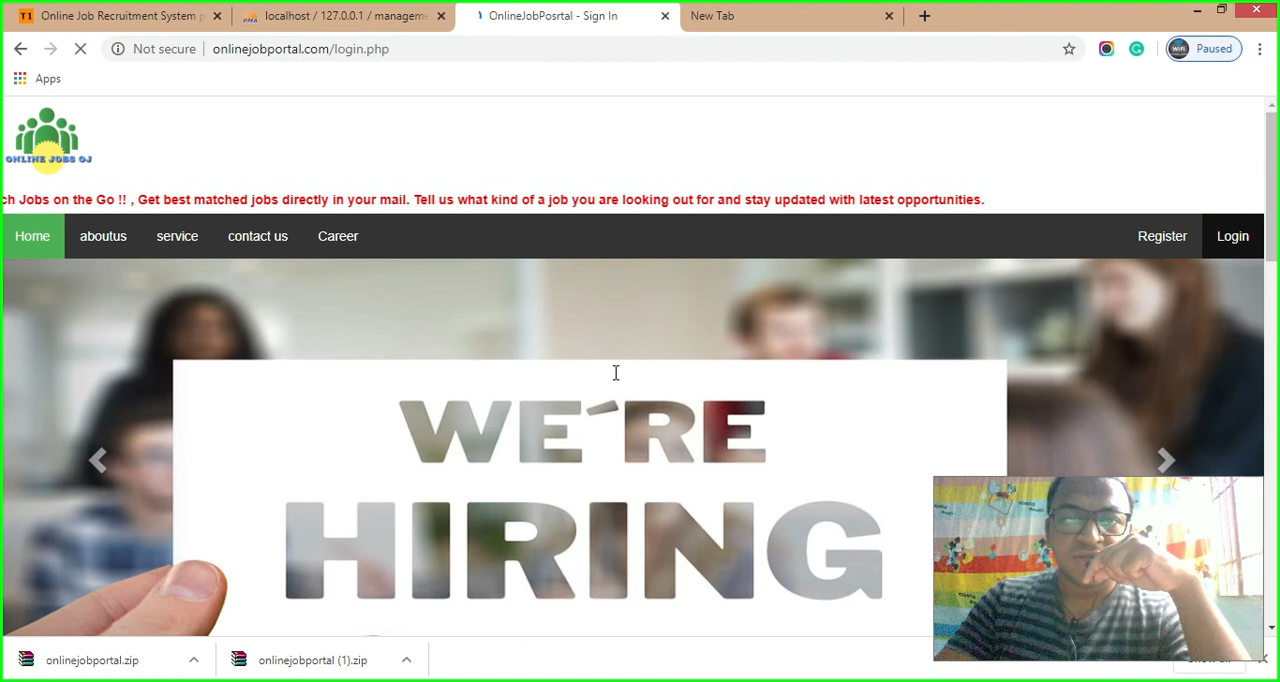 T1 Online Job Recruitment System p
localhost / 127.0.0.1 / manageme
OnlineJobPosrtal - Sign In
New Tab
Not secure
onlinejobportal.com/login.php
WiFi
Paused
Apps
ONLINE JOBS OJ
ch Jobs on the Go !! , Get best matched jobs directly in your mail. Tell us what kind of a job you are looking out for and stay updated with latest opportunities.
Home aboutus service contact us Career Register Login
WE´RE
HIRING
onlinejobportal.zip
onlinejobportal (1).zip